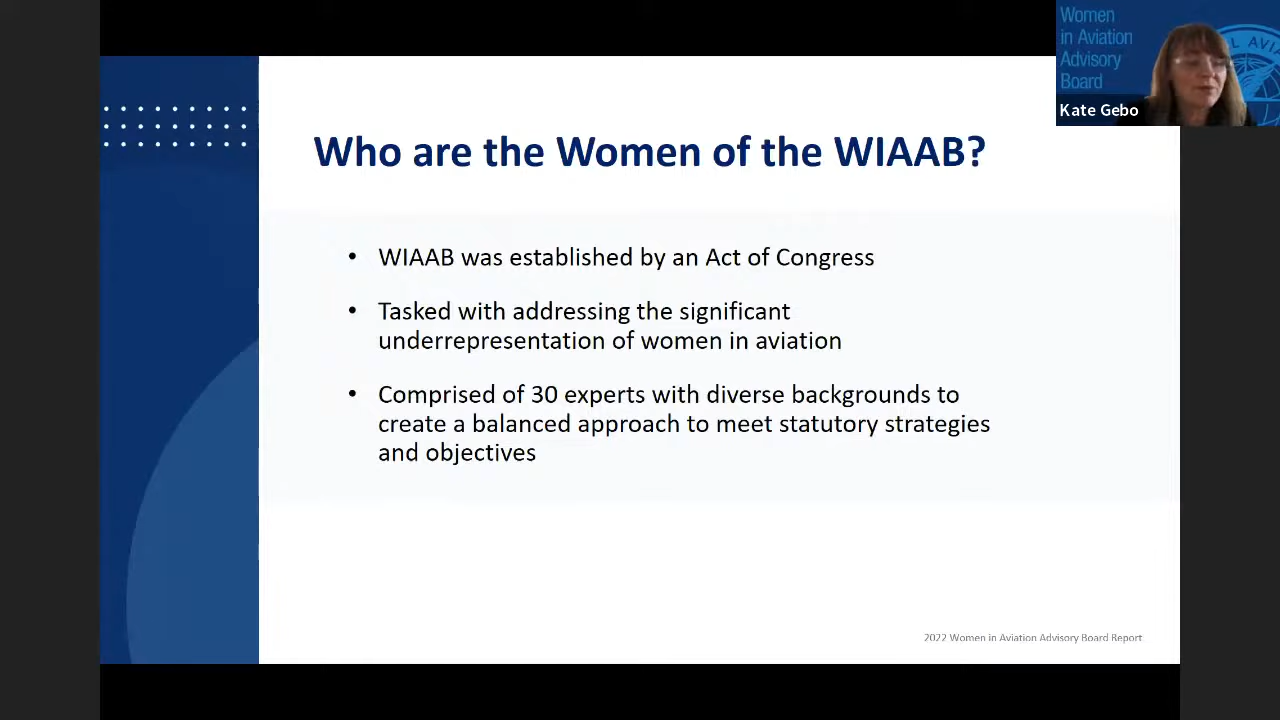 Women
in Aviation
Advisory
Board
L AVIA
Kate Gebo
Who are the Women of the WIAAB?
• WIAAB was established by an Act of Congress
• Tasked with addressing the significant
underrepresentation of women in aviation
• Comprised of 30 experts with diverse backgrounds to
create a balanced approach to meet statutory strategies
and objectives
2022 Women in Aviation Advisory Board Report